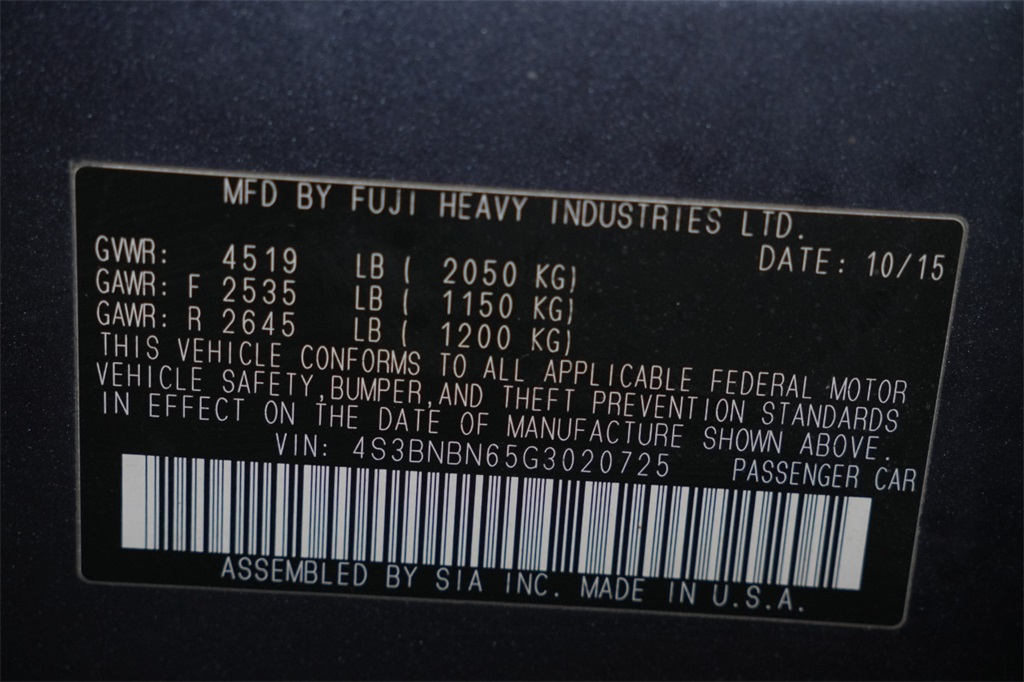 MFD BY FUJI HEAVY INDUSTRIES LTD.
GVWR: 4519 LB ( 2050 KG) DATE: 10/15
GAWR: F 2535 LB ( 1150 KG)
GAWR: R 2645 LB ( 1200 KG)
THIS VEHICLE CONFORMS TO ALL APPLICABLE FEDERAL MOTOR
VEHICLE SAFETY, BUMPER, AND THEFT PREVENTION STANDARDS
IN EFFECT ON THE DATE OF MANUFACTURE SHOWN ABOVE.
VIN: 4S3BNBN65G3020725 PASSENGER CAR
ASSEMBLED BY SIA INC. MADE IN U.S.A.